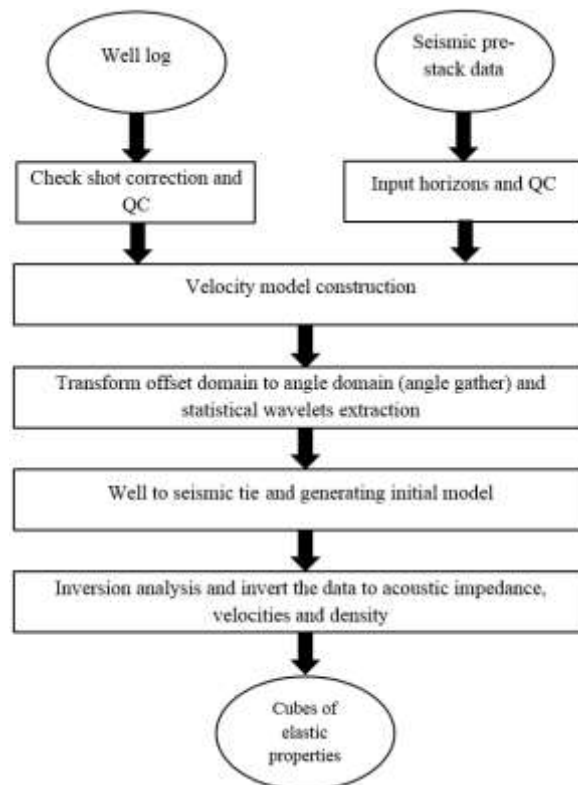 Well log
Seismic pre-
stack data
Check shot correction and
QC
Input horizons and QC
Velocity model construction
Transform offset domain to angle domain (angle gather) and
statistical wavelets extraction
Well to seismic tie and generating initial model
Inversion analysis and invert the data to acoustic impedance,
velocities and density
Cubes of
elastic
properties